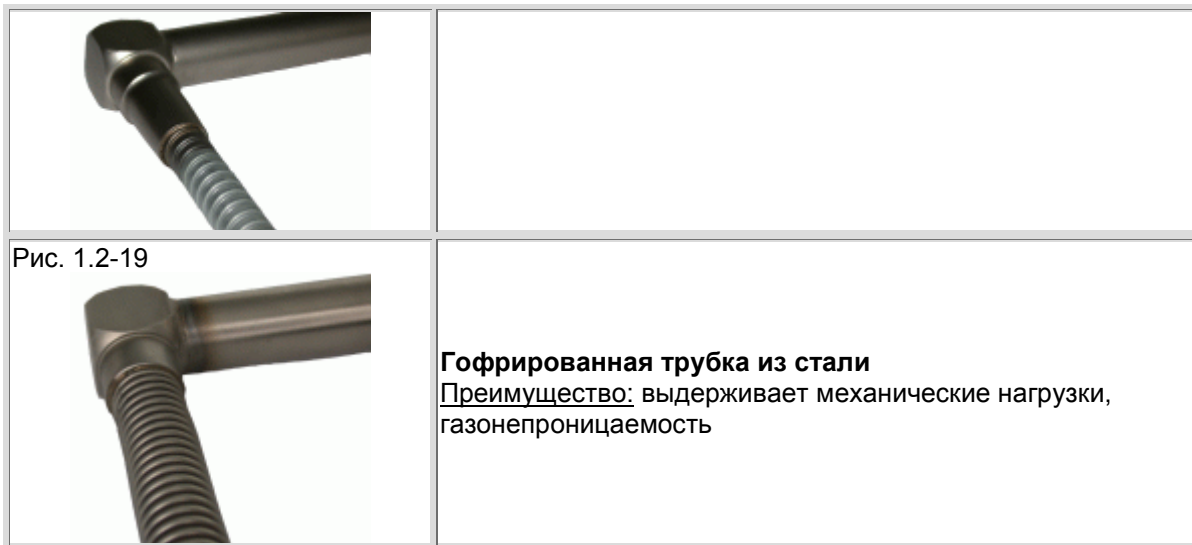 Рис. 1.2-19
Гофрированная трубка из стали
Преимущество: выдерживает механические нагрузки,
газонепроницаемость